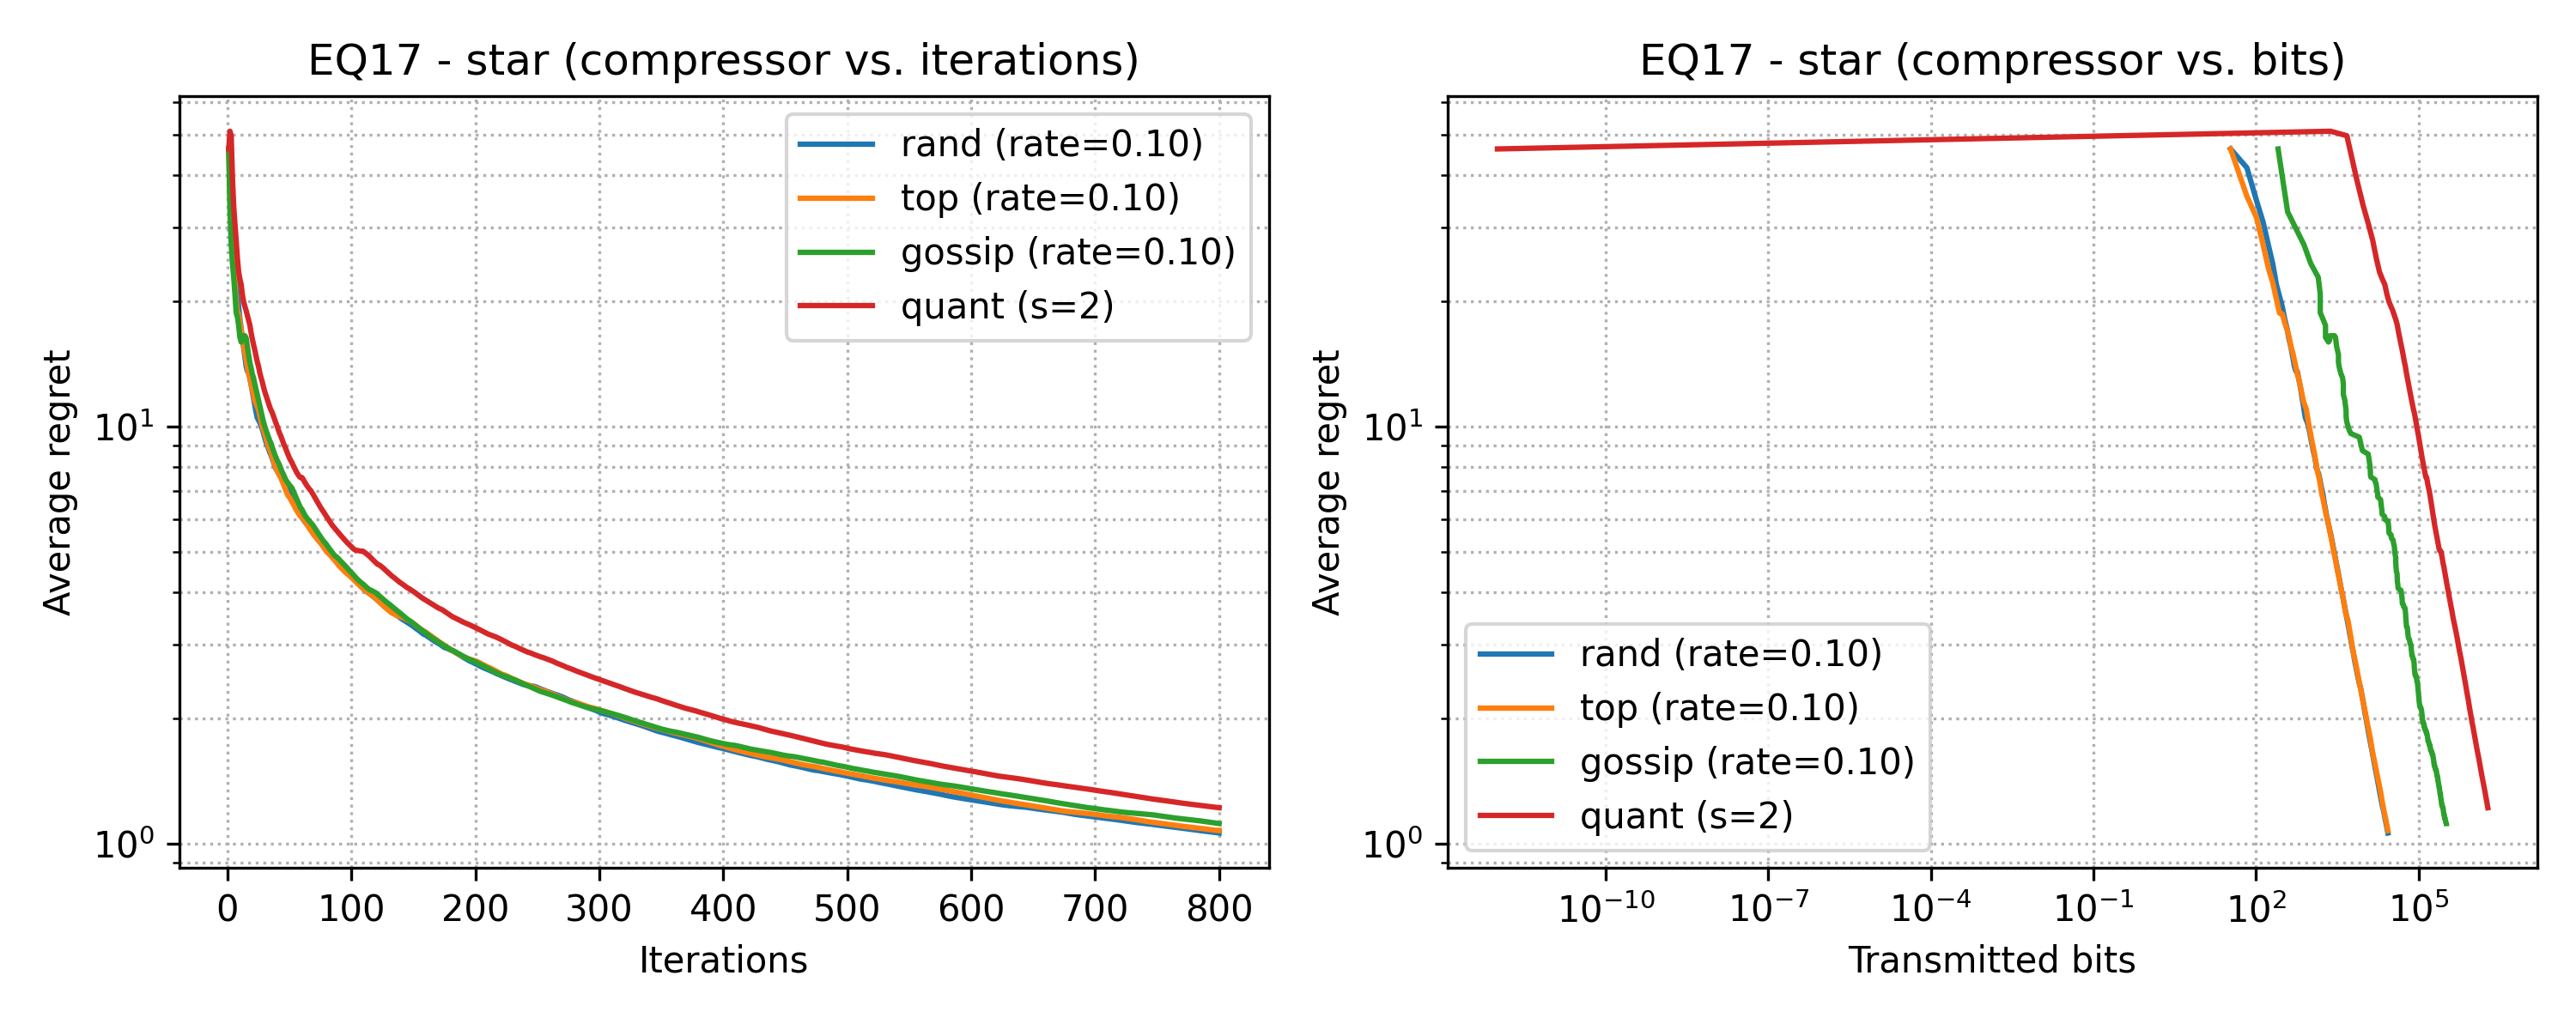 EQ17 - star (compressor vs. iterations)
Average regret
10¹
10⁰
0 100 200 300 400 500 600 700 800
Iterations
rand (rate=0.10)
top (rate=0.10)
gossip (rate=0.10)
quant (s=2)
EQ17 - star (compressor vs. bits)
Average regret
10¹
10⁰
10⁻¹⁰ 10⁻⁷ 10⁻⁴ 10⁻¹ 10² 10⁵
Transmitted bits
rand (rate=0.10)
top (rate=0.10)
gossip (rate=0.10)
quant (s=2)